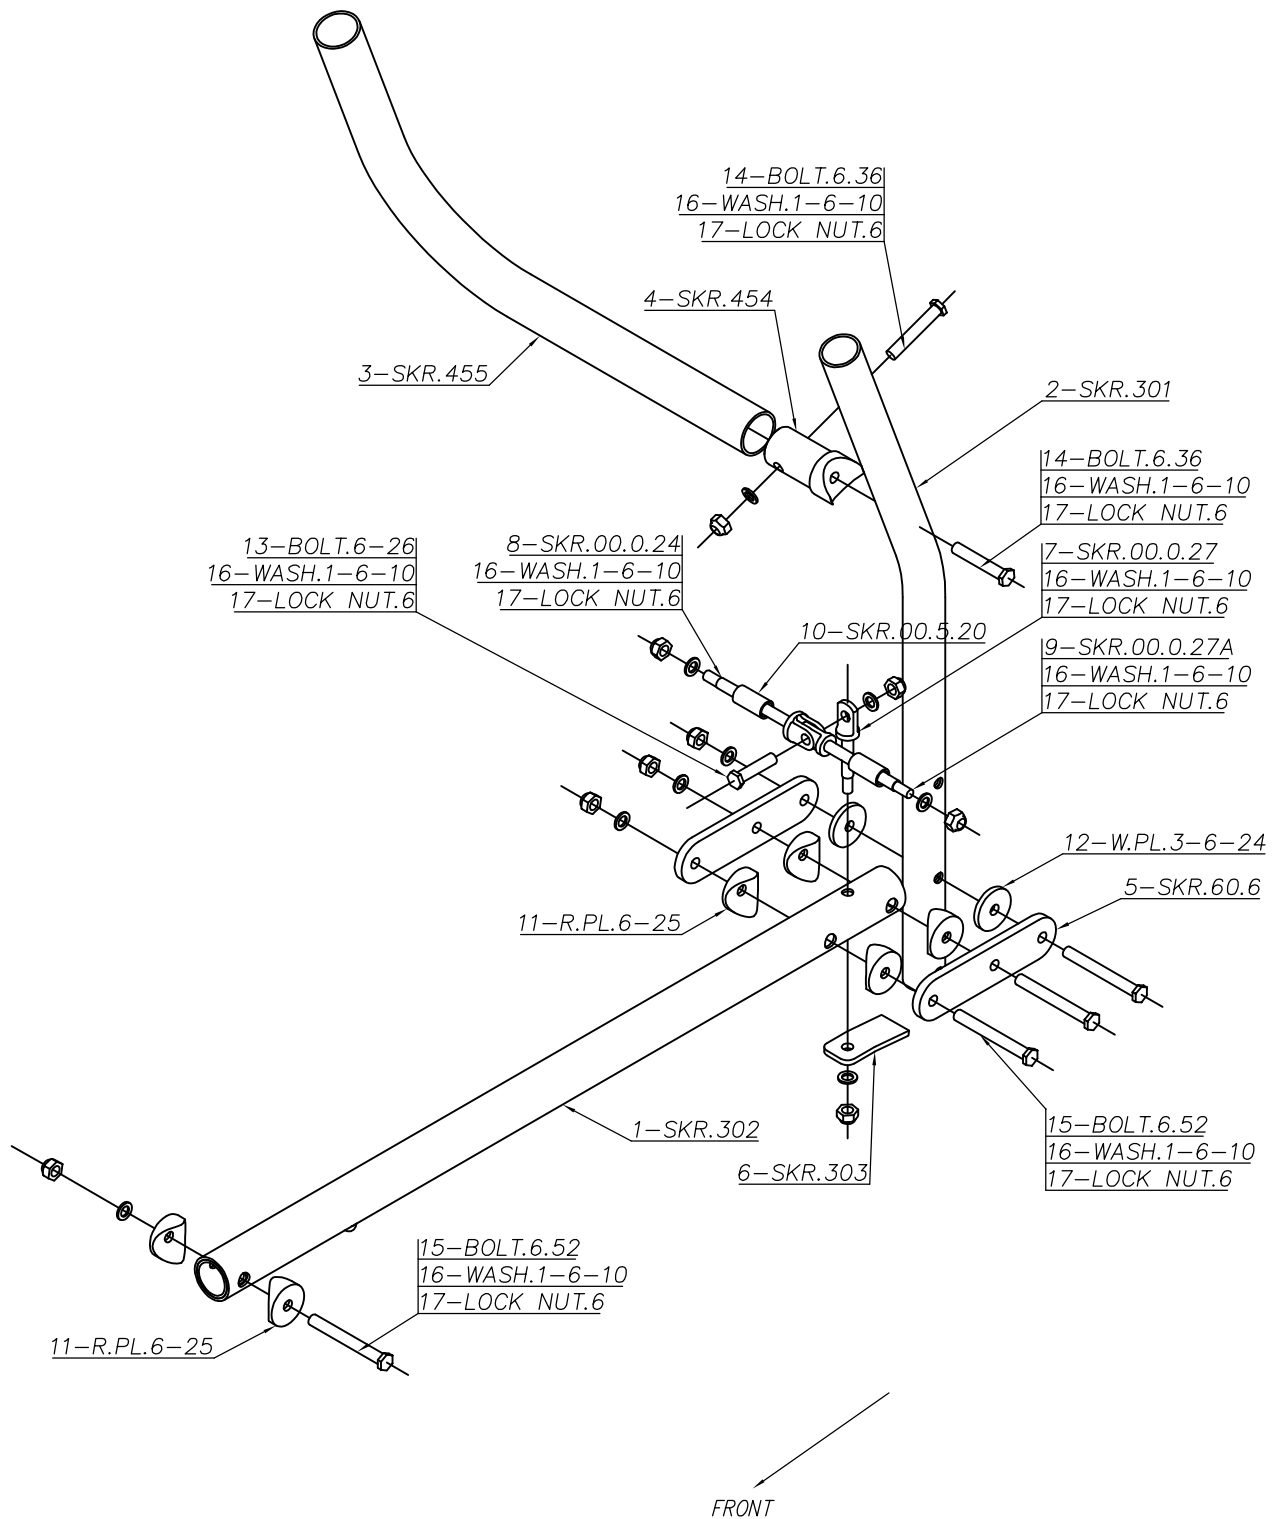 14-BOLT.6.36
16-WASH.1-6-10
17-LOCK NUT.6
4-SKR.454
3-SKR.455
2-SKR.301
14-BOLT.6.36
16-WASH.1-6-10
17-LOCK NUT.6
13-BOLT.6-26
16-WASH.1-6-10
17-LOCK NUT.6
8-SKR.00.0.24
16-WASH.1-6-10
17-LOCK NUT.6
7-SKR.00.0.27
16-WASH.1-6-10
17-LOCK NUT.6
10-SKR.00.5.20
9-SKR.00.0.27A
16-WASH.1-6-10
17-LOCK NUT.6
12-W.PL.3-6-24
5-SKR.60.6
11-R.PL.6-25
1-SKR.302
6-SKR.303
15-BOLT.6.52
16-WASH.1-6-10
17-LOCK NUT.6
15-BOLT.6.52
16-WASH.1-6-10
17-LOCK NUT.6
11-R.PL.6-25
FRONT